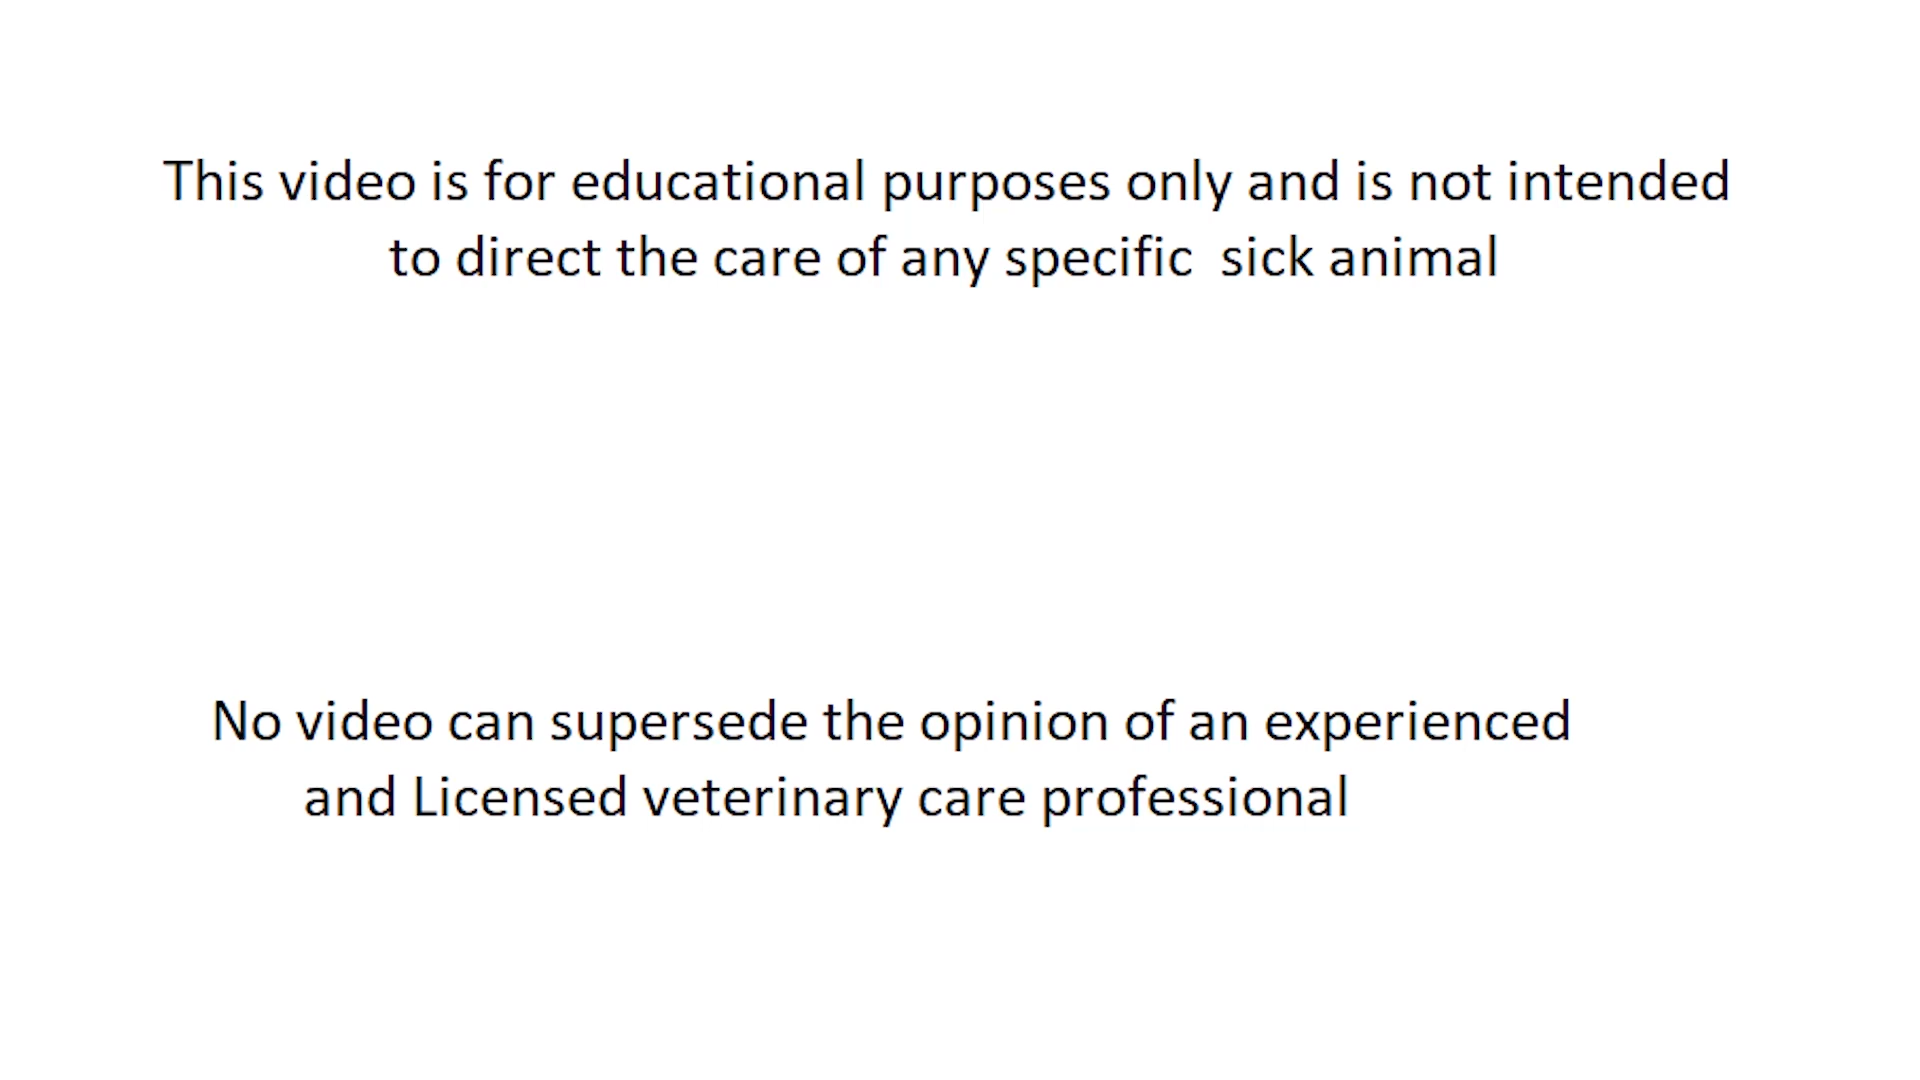 This video is for educational purposes only and is not intended
to direct the care of any specific  sick animal
No video can supersede the opinion of an experienced
and Licensed veterinary care professional